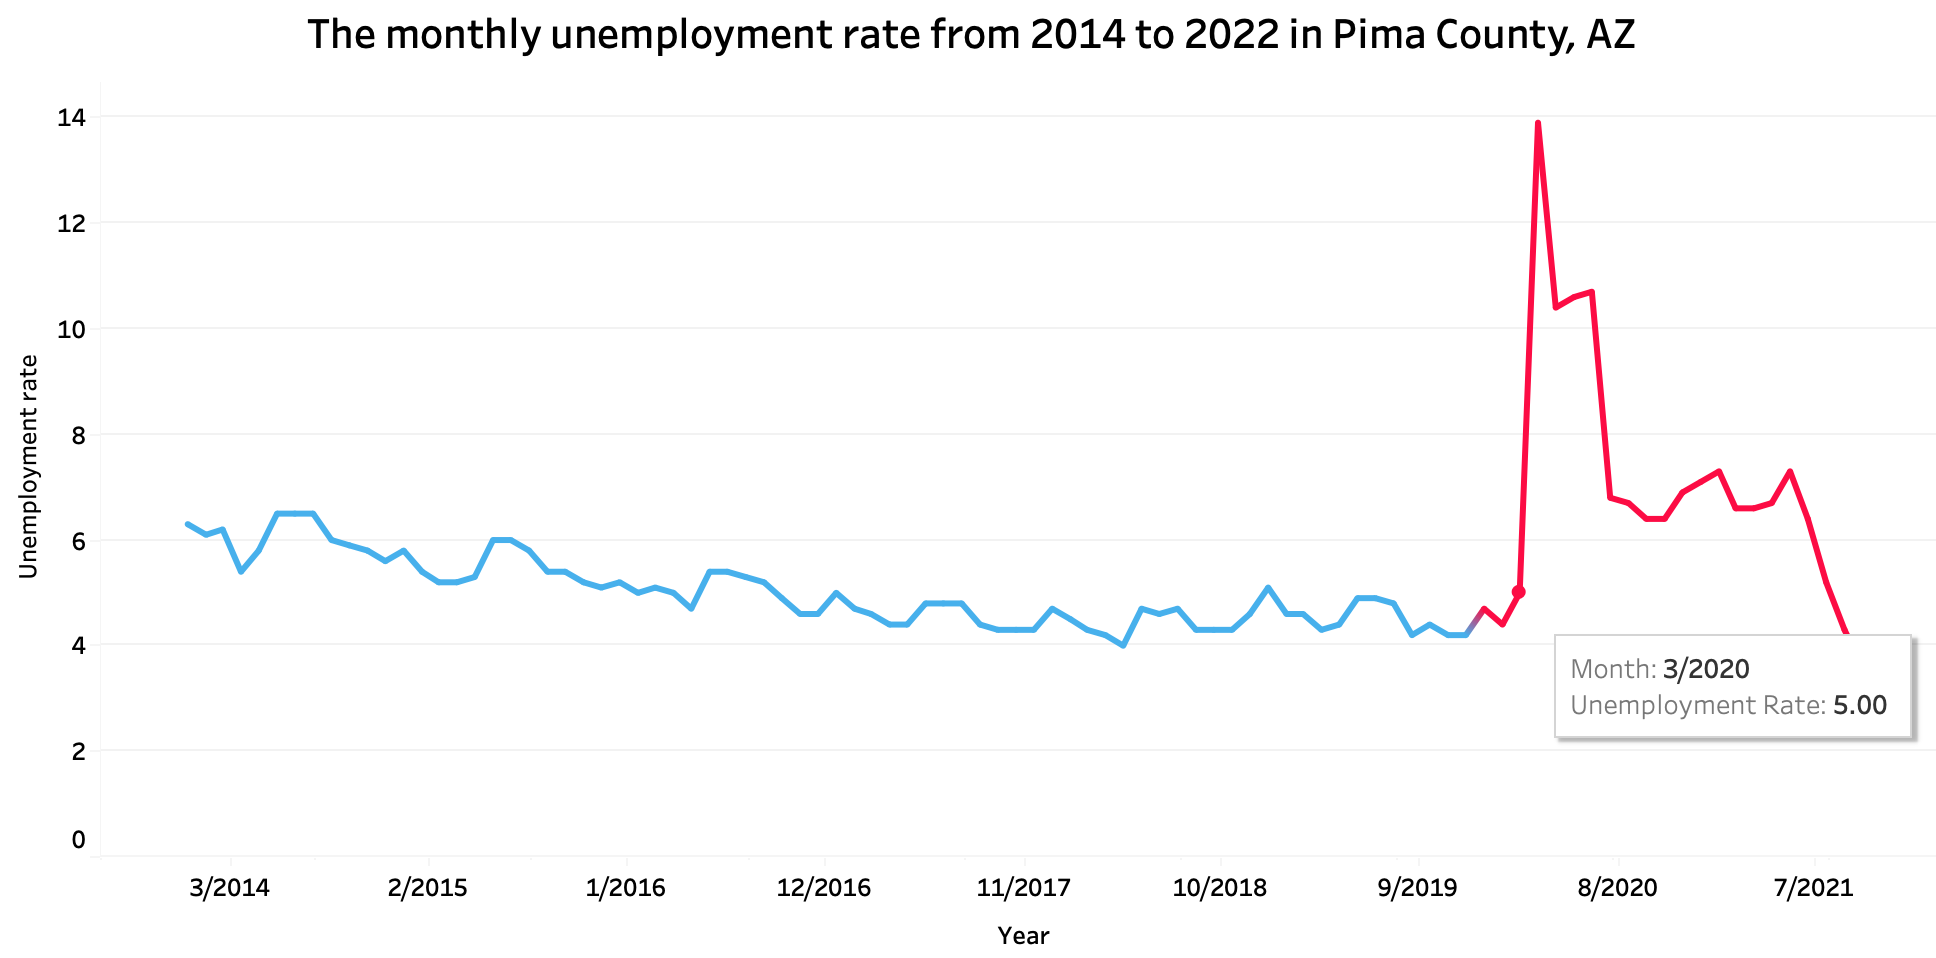 The monthly unemployment rate from 2014 to 2022 in Pima County, AZ
14
12
10
8
6
4
2
0
Unemployment rate
Month: 3/2020
Unemployment Rate: 5.00
3/2014 2/2015 1/2016 12/2016 11/2017 10/2018 9/2019 8/2020 7/2021
Year